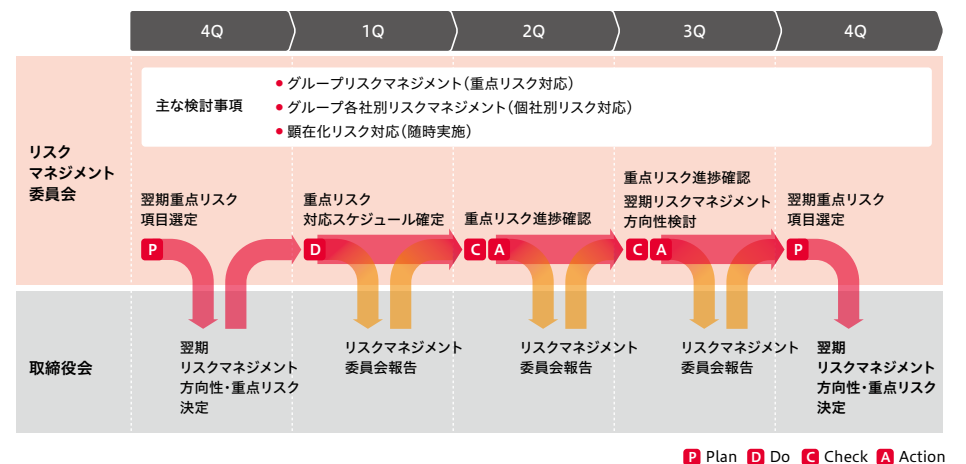 4Q
1Q
2Q
3Q
4Q
主な検討事項
●グループリスクマネジメント（重点リスク対応）
●グループ各社別リスクマネジメント（個社別リスク対応）
●顕在化リスク対応（随時実施）
リスク
マネジメント
委員会
翌期重点リスク
項目選定
重点リスク
対応スケジュール確定
重点リスク進捗確認
重点リスク進捗確認
翌期リスクマネジメント
方向性検討
翌期重点リスク
項目選定
P
D
C A
C A
P
取締役会
翌期
リスクマネジメント
方向性・重点リスク
決定
リスクマネジメント
委員会報告
リスクマネジメント
委員会報告
リスクマネジメント
委員会報告
翌期
リスクマネジメント
方向性・重点リスク
決定
P Plan D Do C Check A Action